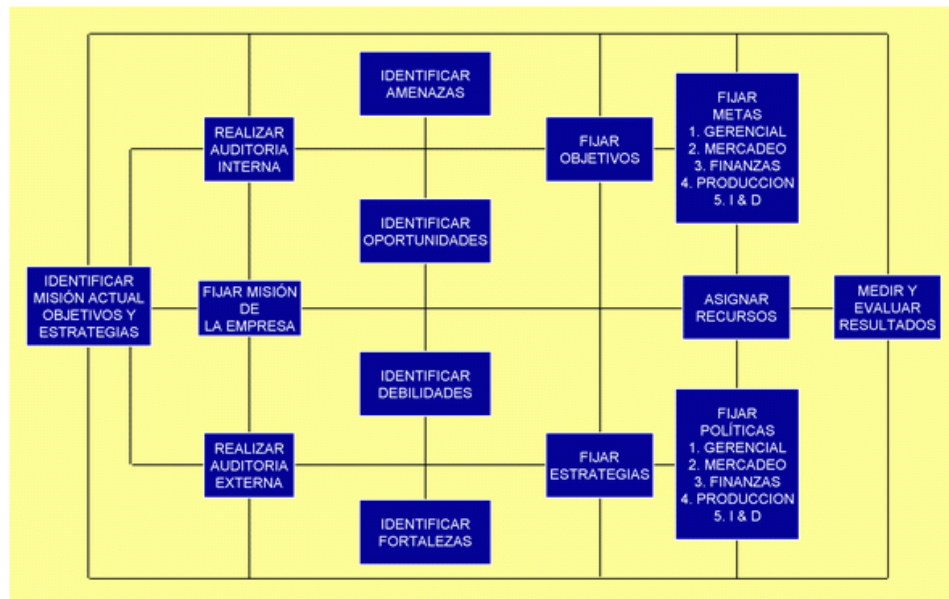 IDENTIFICAR
MISIÓN ACTUAL
OBJETIVOS Y
ESTRATEGIAS
REALIZAR
AUDITORIA
INTERNA
FIJAR MISIÓN
DE
LA EMPRESA
REALIZAR
AUDITORIA
EXTERNA
IDENTIFICAR
AMENAZAS
IDENTIFICAR
OPORTUNIDADES
IDENTIFICAR
DEBILIDADES
IDENTIFICAR
FORTALEZAS
FIJAR
OBJETIVOS
FIJAR
ESTRATEGIAS
FIJAR
METAS
1. GERENCIAL
2. MERCADEO
3. FINANZAS
4. PRODUCCION
5. I & D
ASIGNAR
RECURSOS
FIJAR
POLÍTICAS
1. GERENCIAL
2. MERCADEO
3. FINANZAS
4. PRODUCCION
5. I & D
MEDIR Y
EVALUAR
RESULTADOS